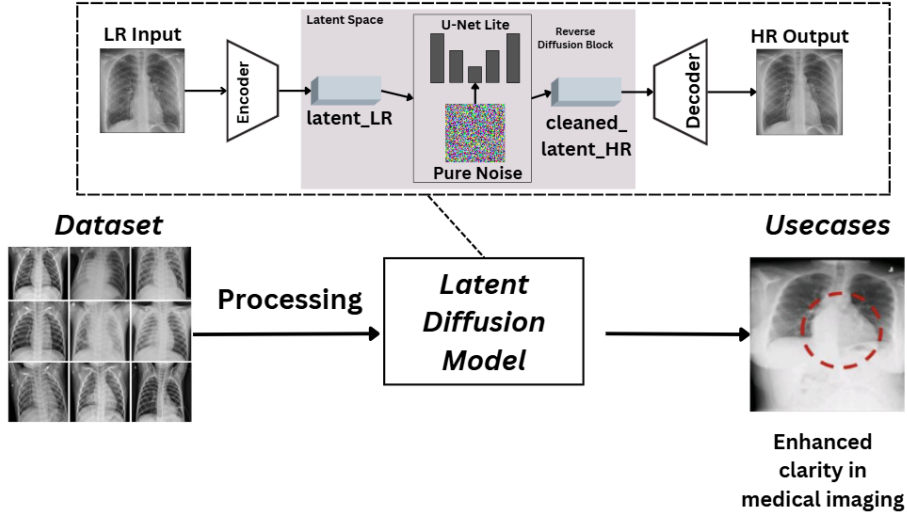 LR Input
Encoder
Latent Space
latent_LR
U-Net Lite
Pure Noise
Reverse
Diffusion Block
cleaned_
latent_HR
Decoder
HR Output
Dataset
Processing
Latent
Diffusion
Model
Usecases
Enhanced
clarity in
medical imaging